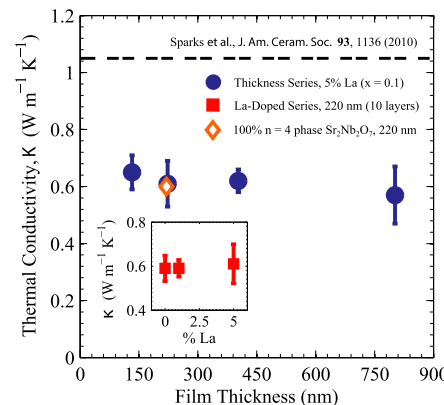 1.2
1
0.8
0.6
0.4
0.2
0
Thermal Conductivity, κ (W m⁻¹ K⁻¹)
Sparks et al., J. Am. Ceram. Soc. 93, 1136 (2010)
Thickness Series, 5% La (x = 0.1)
La-Doped Series, 220 nm (10 layers)
100% n = 4 phase Sr₂Nb₂O₇, 220 nm
0.8
0.6
0.4
κ (W m⁻¹ K⁻¹)
0 2.5 5
% La
0 150 300 450 600 750 900
Film Thickness (nm)